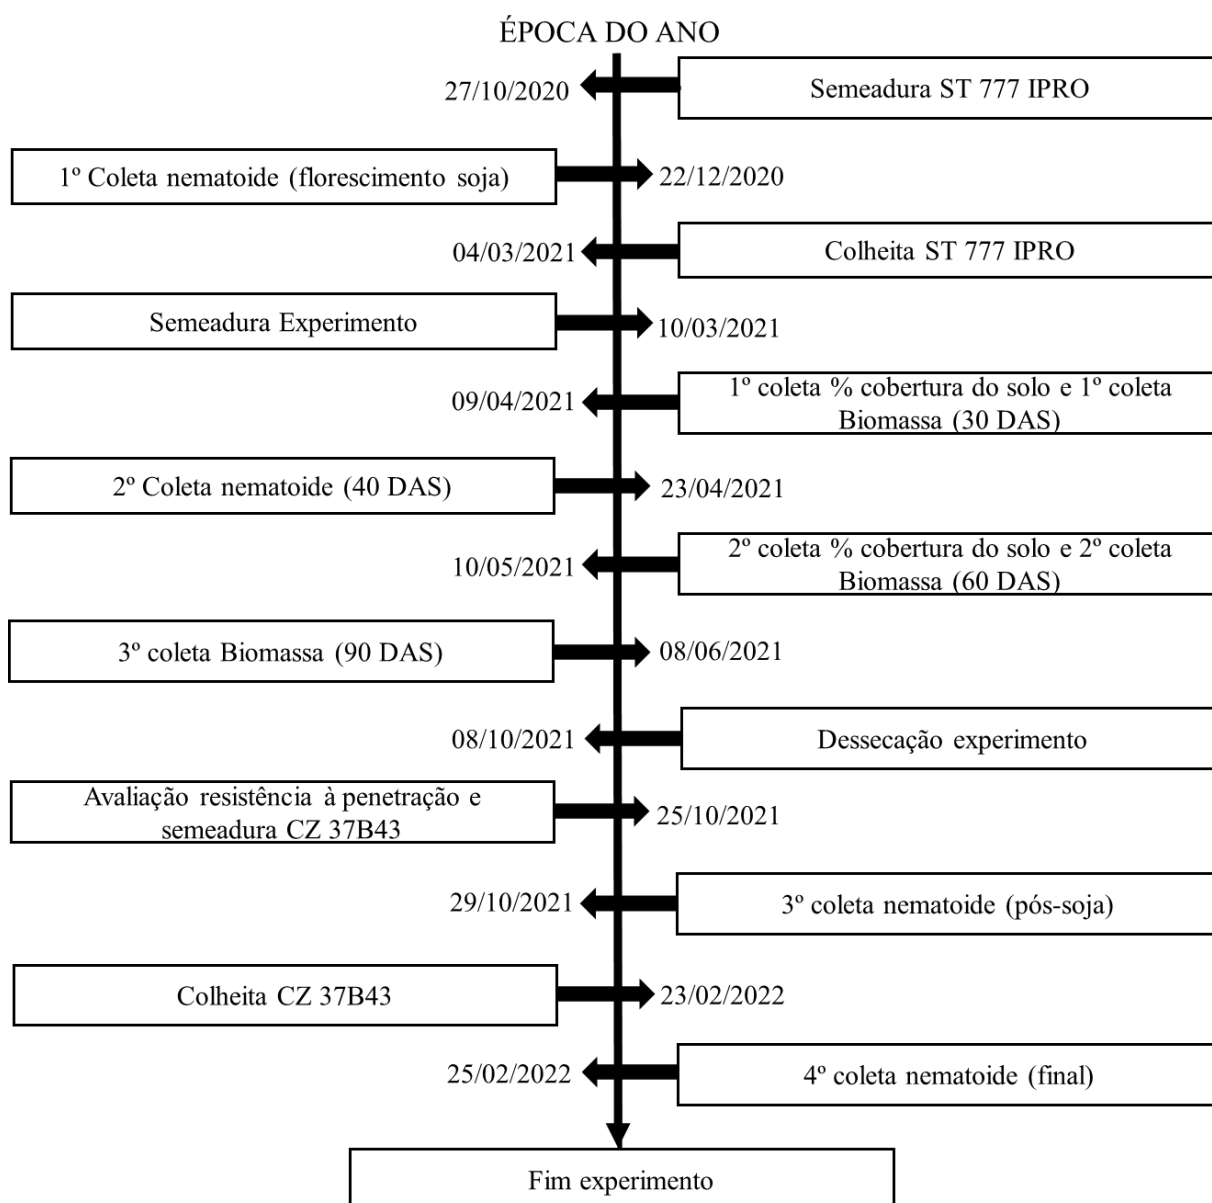 ÉPOCA DO ANO
27/10/2020
Semeadura ST 777 IPRO
1º Coleta nematoide (florescimento soja)
22/12/2020
04/03/2021
Colheita ST 777 IPRO
Semeadura Experimento
10/03/2021
09/04/2021
1º coleta % cobertura do solo e 1º coleta
Biomassa (30 DAS)
2º Coleta nematoide (40 DAS)
23/04/2021
10/05/2021
2º coleta % cobertura do solo e 2º coleta
Biomassa (60 DAS)
3º coleta Biomassa (90 DAS)
08/06/2021
08/10/2021
Dessecação experimento
Avaliação resistência à penetração e
semeadura CZ 37B43
25/10/2021
29/10/2021
3º coleta nematoide (pós-soja)
Colheita CZ 37B43
23/02/2022
25/02/2022
4º coleta nematoide (final)
Fim experimento